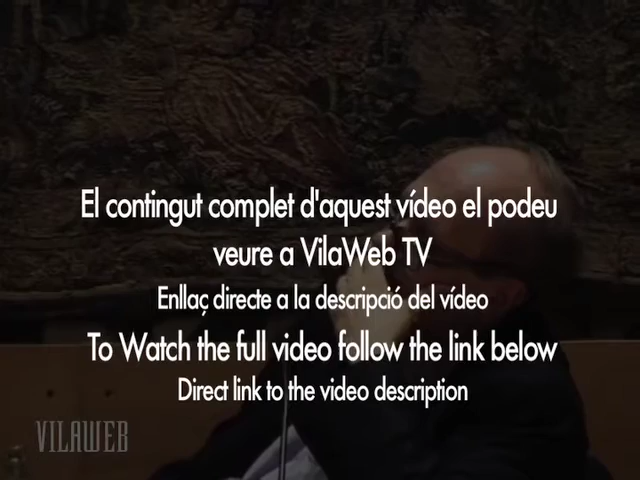 El contingut complet d'aquest vídeo el podeu
veure a VilaWeb TV
Enllaç directe a la descripció del vídeo
To Watch the full video follow the link below
Direct link to the video description
VILAWEB